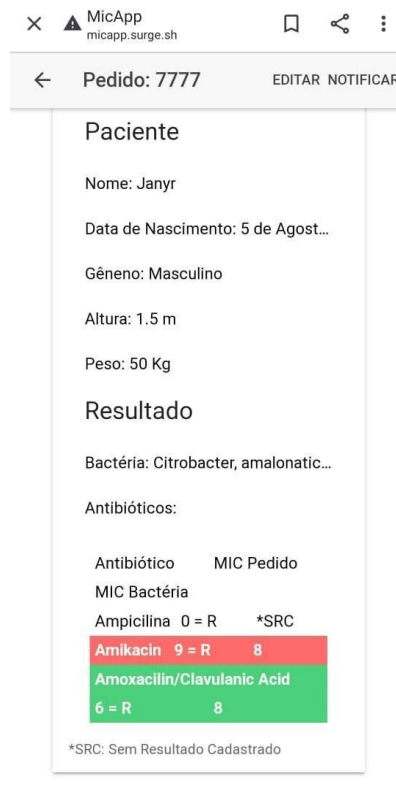 MicApp
micapp.surge.sh
Pedido: 7777 EDITAR NOTIFICAR
Paciente
Nome: Janyr
Data de Nascimento: 5 de Agost...
Gêneno: Masculino
Altura: 1.5 m
Peso: 50 Kg
Resultado
Bactéria: Citrobacter, amalonatic...
Antibióticos:
Antibiótico MIC Pedido
MIC Bactéria
Ampicilina 0 = R *SRC
Amikacin 9 = R 8
Amoxacilin/Clavulanic Acid
6 = R 8
*SRC: Sem Resultado Cadastrado